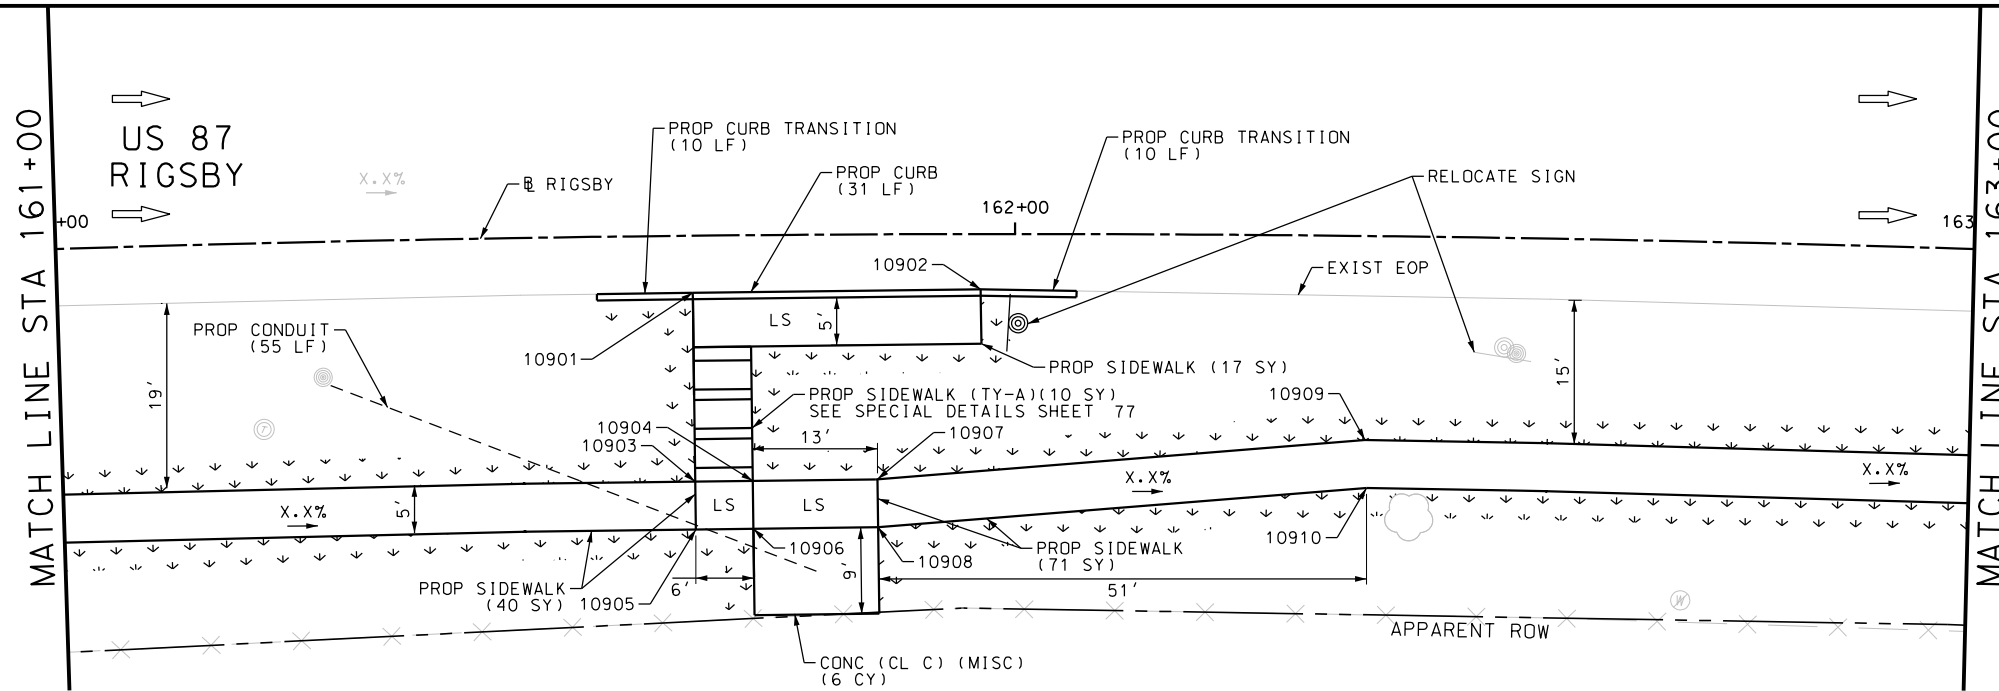 MATCH LINE STA 161+00
US 87
RIGSBY
X.X%
+00
BL RIGSBY
PROP CURB TRANSITION
(10 LF)
PROP CURB
(31 LF)
PROP CURB TRANSITION
(10 LF)
RELOCATE SIGN
162+00
163
MATCH LINE STA 163+00
10902
EXIST EOP
LS
5'
PROP CONDUIT
(55 LF)
10901
PROP SIDEWALK (17 SY)
19'
15'
PROP SIDEWALK (TY-A)(10 SY)
SEE SPECIAL DETAILS SHEET 77
10909
T
10904
10903
13'
10907
X.X%
X.X%
X.X%
5'
LS
LS
10906
10908
PROP SIDEWALK
(71 SY)
10910
PROP SIDEWALK
(40 SY)
10905
6'
9'
51'
W
APPARENT ROW
CONC (CL C) (MISC)
(6 CY)